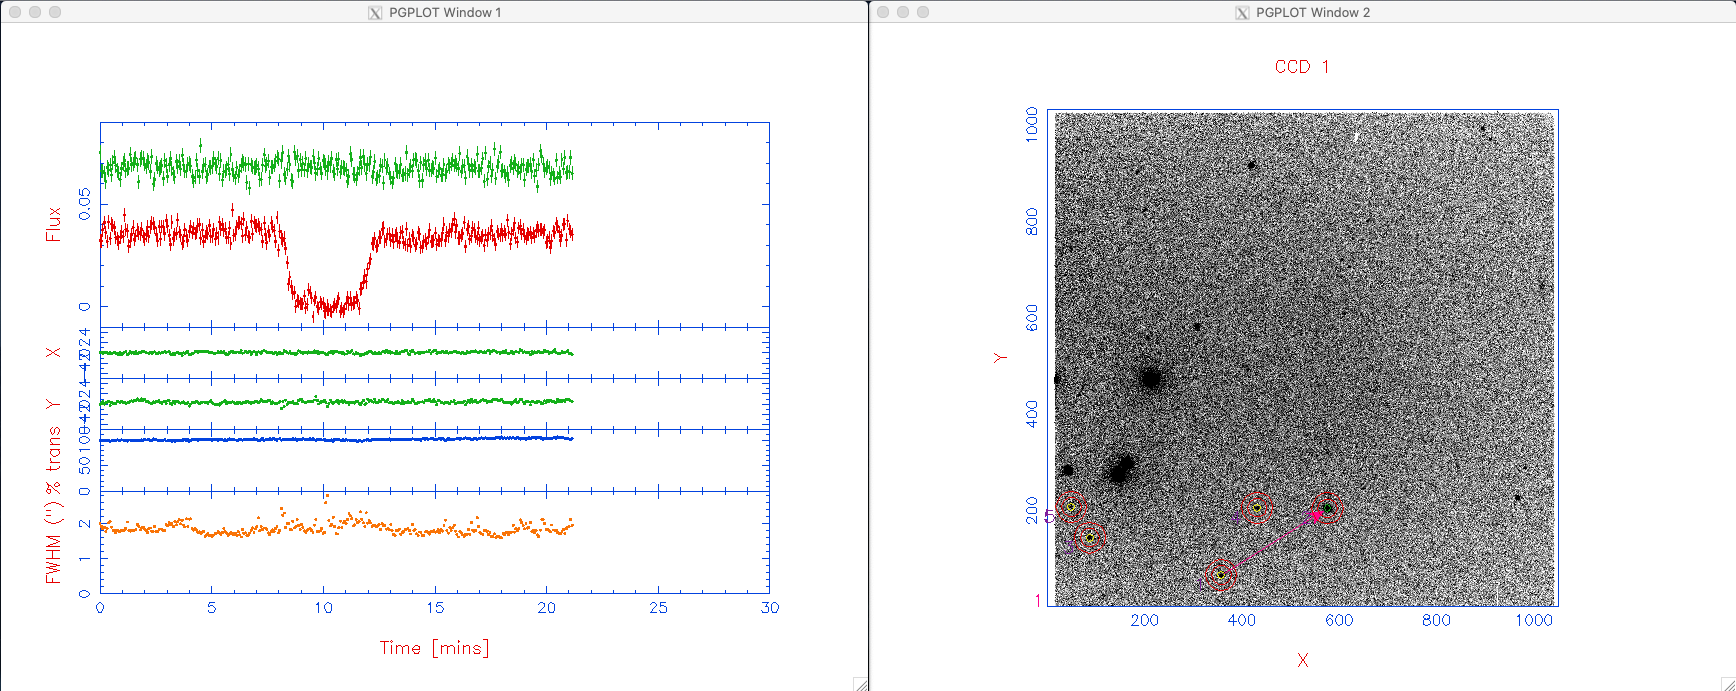 PGPLOT Window 1
Flux
0.05
0
X
Y
% trans
100
50
0
FWHM (")
2
1
0
0 5 10 15 20 25 30
Time [mins]
PGPLOT Window 2
CCD 1
Y
1000
800
600
400
200
1
200 400 600 800 1000
X